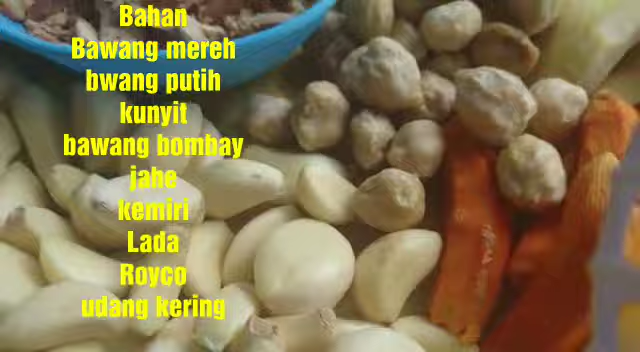 Bahan
Bawang mereh
bwang putih
kunyit
bawang bombay
jahe
kemiri
Lada
Royco
udang kering